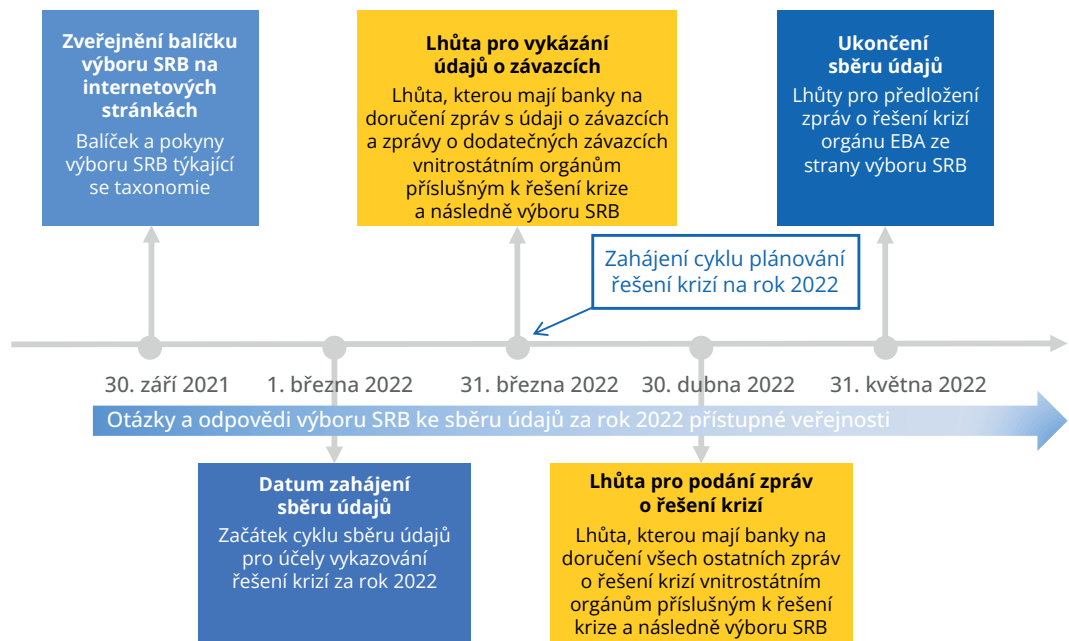 Zveřejnění balíčku
výboru SRB na
internetových
stránkách
Balíček a pokyny
výboru SRB týkající
se taxonomie
Lhůta pro vykázání
údajů o závazcích
Lhůta, kterou mají banky na
doručení zpráv s údaji o závazcích
a zprávy o dodatečných závazcích
vnitrostátním orgánům
příslušným k řešení krize
a následně výboru SRB
Ukončení
sběru údajů
Lhůty pro předložení
zpráv o řešení krizí
orgánu EBA ze
strany výboru SRB
Zahájení cyklu plánování
řešení krizí na rok 2022
30. září 2021
1. března 2022
31. března 2022
30. dubna 2022
31. května 2022
Otázky a odpovědi výboru SRB ke sběru údajů za rok 2022 přístupné veřejnosti
Datum zahájení
sběru údajů
Začátek cyklu sběru údajů
pro účely vykazování
řešení krizí za rok 2022
Lhůta pro podání zpráv
o řešení krizí
Lhůta, kterou mají banky na
doručení všech ostatních zpráv
o řešení krizí vnitrostátním
orgánům příslušným k řešení
krize a následně výboru SRB